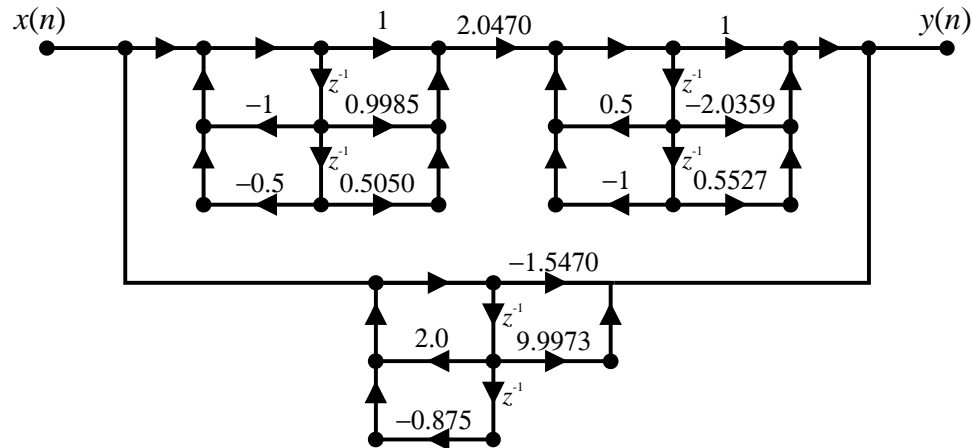 x(n) 1 2.0470 1 y(n)
z⁻¹ z⁻¹
−1 0.9985 0.5 −2.0359
z⁻¹ z⁻¹
−0.5 0.5050 −1 0.5527
−1.5470
z⁻¹
2.0 9.9973
z⁻¹
−0.875